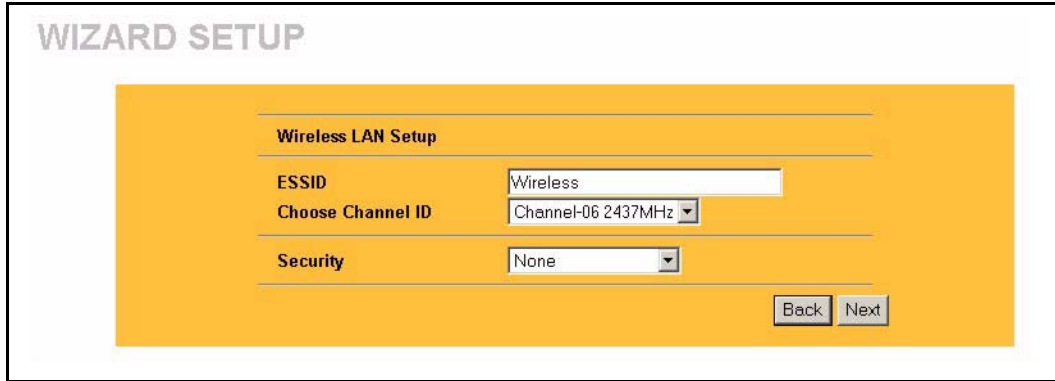 WIZARD SETUP
Wireless LAN Setup
ESSID Wireless
Choose Channel ID Channel-06 2437MHz
Security None
Back Next